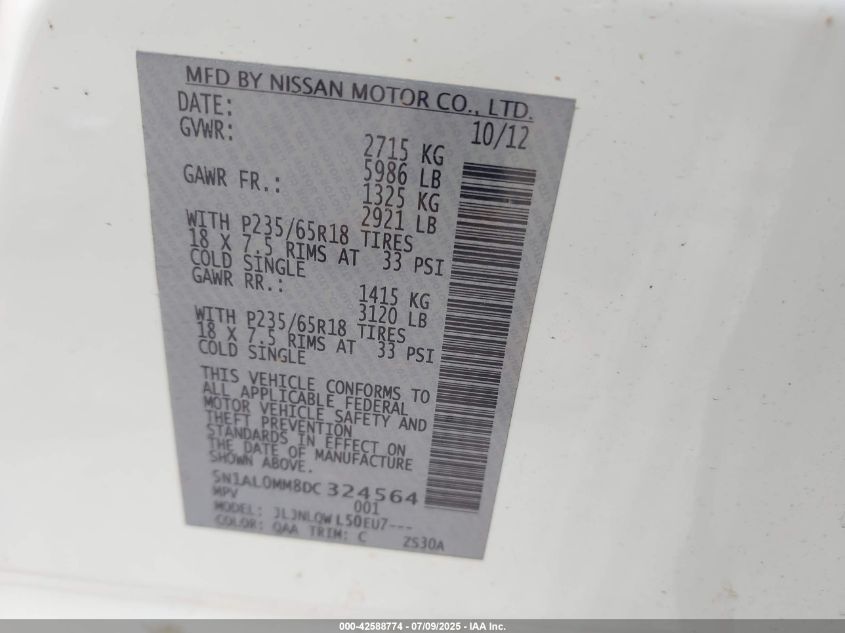 MFD BY NISSAN MOTOR CO., LTD.
DATE: 10/12
GVWR: 2715 KG
5986 LB
GAWR FR.: 1325 KG
2921 LB
WITH P235/65R18 TIRES
18 X 7.5 RIMS AT 33 PSI
COLD SINGLE
GAWR RR.: 1415 KG
3120 LB
WITH P235/65R18 TIRES
18 X 7.5 RIMS AT 33 PSI
COLD SINGLE
THIS VEHICLE CONFORMS TO
ALL APPLICABLE FEDERAL
MOTOR VEHICLE SAFETY AND
THEFT PREVENTION
STANDARDS IN EFFECT ON
THE DATE OF MANUFACTURE
SHOWN ABOVE.
5N1AL0MM8DC 324564
MPV 001
MODEL: JLJNLQW L50EU7---
COLOR: QAA TRIM: C ZS30A
000-42588774 / 07/09/2025 - IAA Inc.